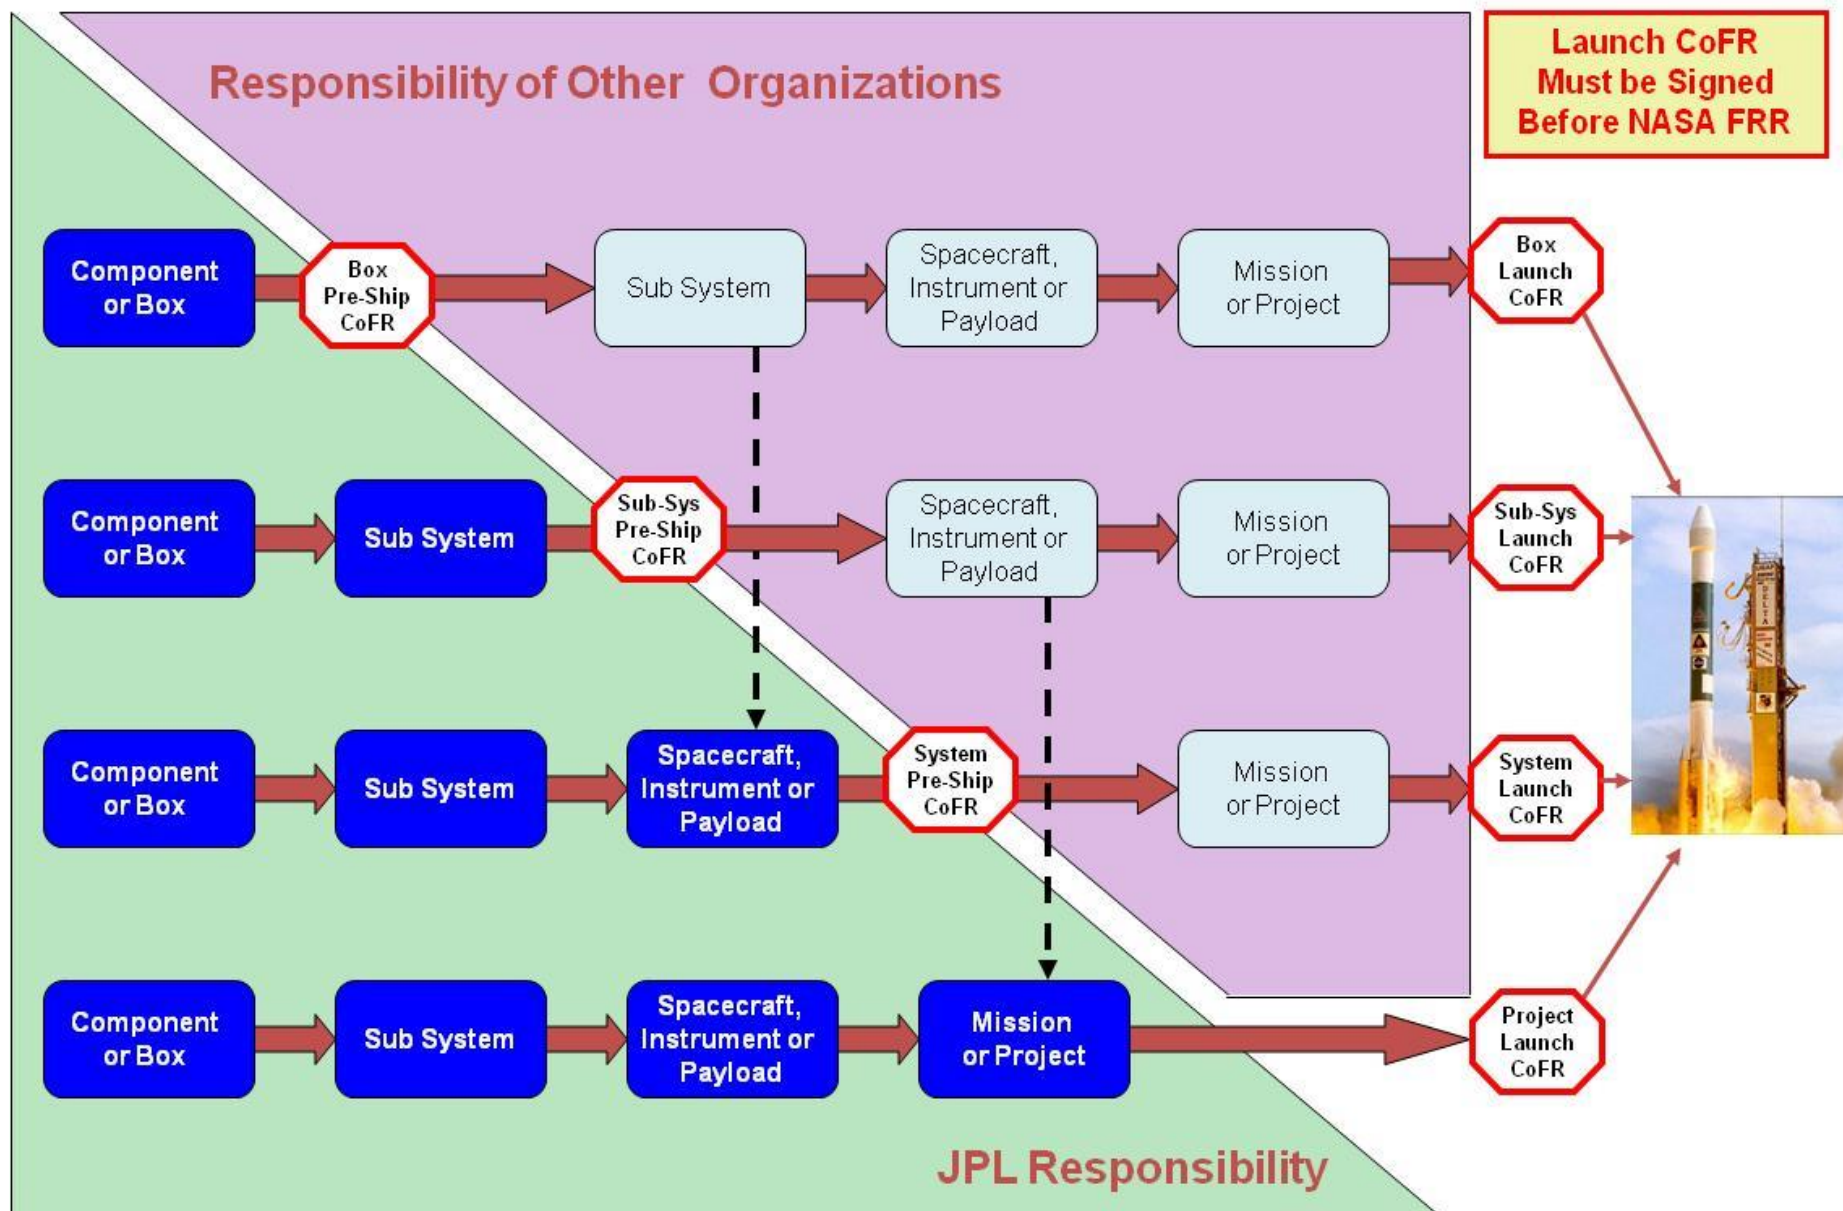 Responsibility of Other Organizations
Launch CoFR
Must be Signed
Before NASA FRR
Component
or Box
Box
Pre-Ship
CoFR
Sub System
Spacecraft,
Instrument or
Payload
Mission
or Project
Box
Launch
CoFR
Component
or Box
Sub System
Sub-Sys
Pre-Ship
CoFR
Spacecraft,
Instrument or
Payload
Mission
or Project
Sub-Sys
Launch
CoFR
DELTA
Component
or Box
Sub System
Spacecraft,
Instrument or
Payload
System
Pre-Ship
CoFR
Mission
or Project
System
Launch
CoFR
Component
or Box
Sub System
Spacecraft,
Instrument or
Payload
Mission
or Project
Project
Launch
CoFR
JPL Responsibility